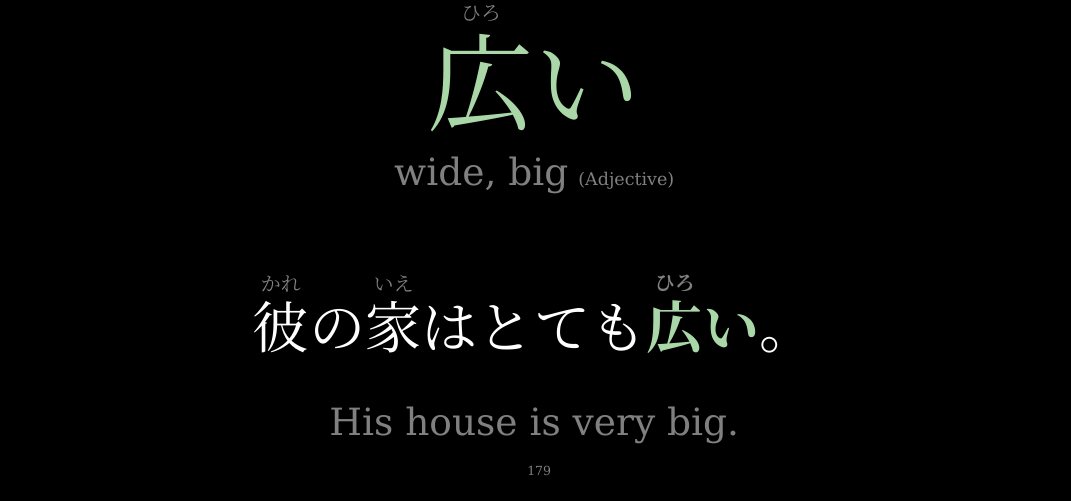 ひろ
広い
wide, big (Adjective)
かれ いえ ひろ
彼の家はとても広い。
His house is very big.
179